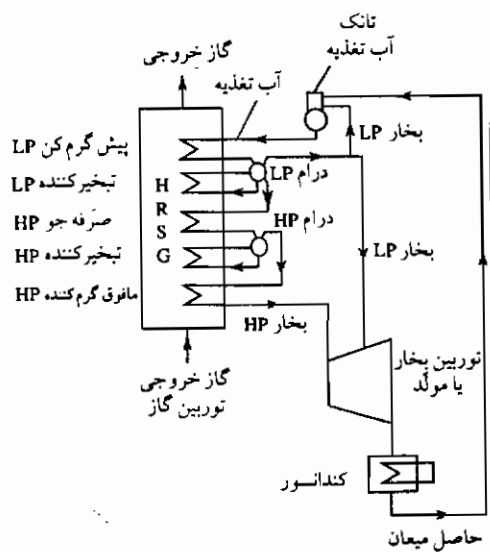 تانک
آب تغذیه
گاز خروجی
آب تغذیه
بخار LP
پیش گرم کن LP
تبخیرکننده LP
صرفه جو HP
تبخیرکننده HP
مافوق گرم کننده HP
HRSG
درام LP
درام HP
بخار LP
بخار HP
گاز خروجی
توربین گاز
توربین بخار
یا مولّد
کندانسور
حاصل میعان